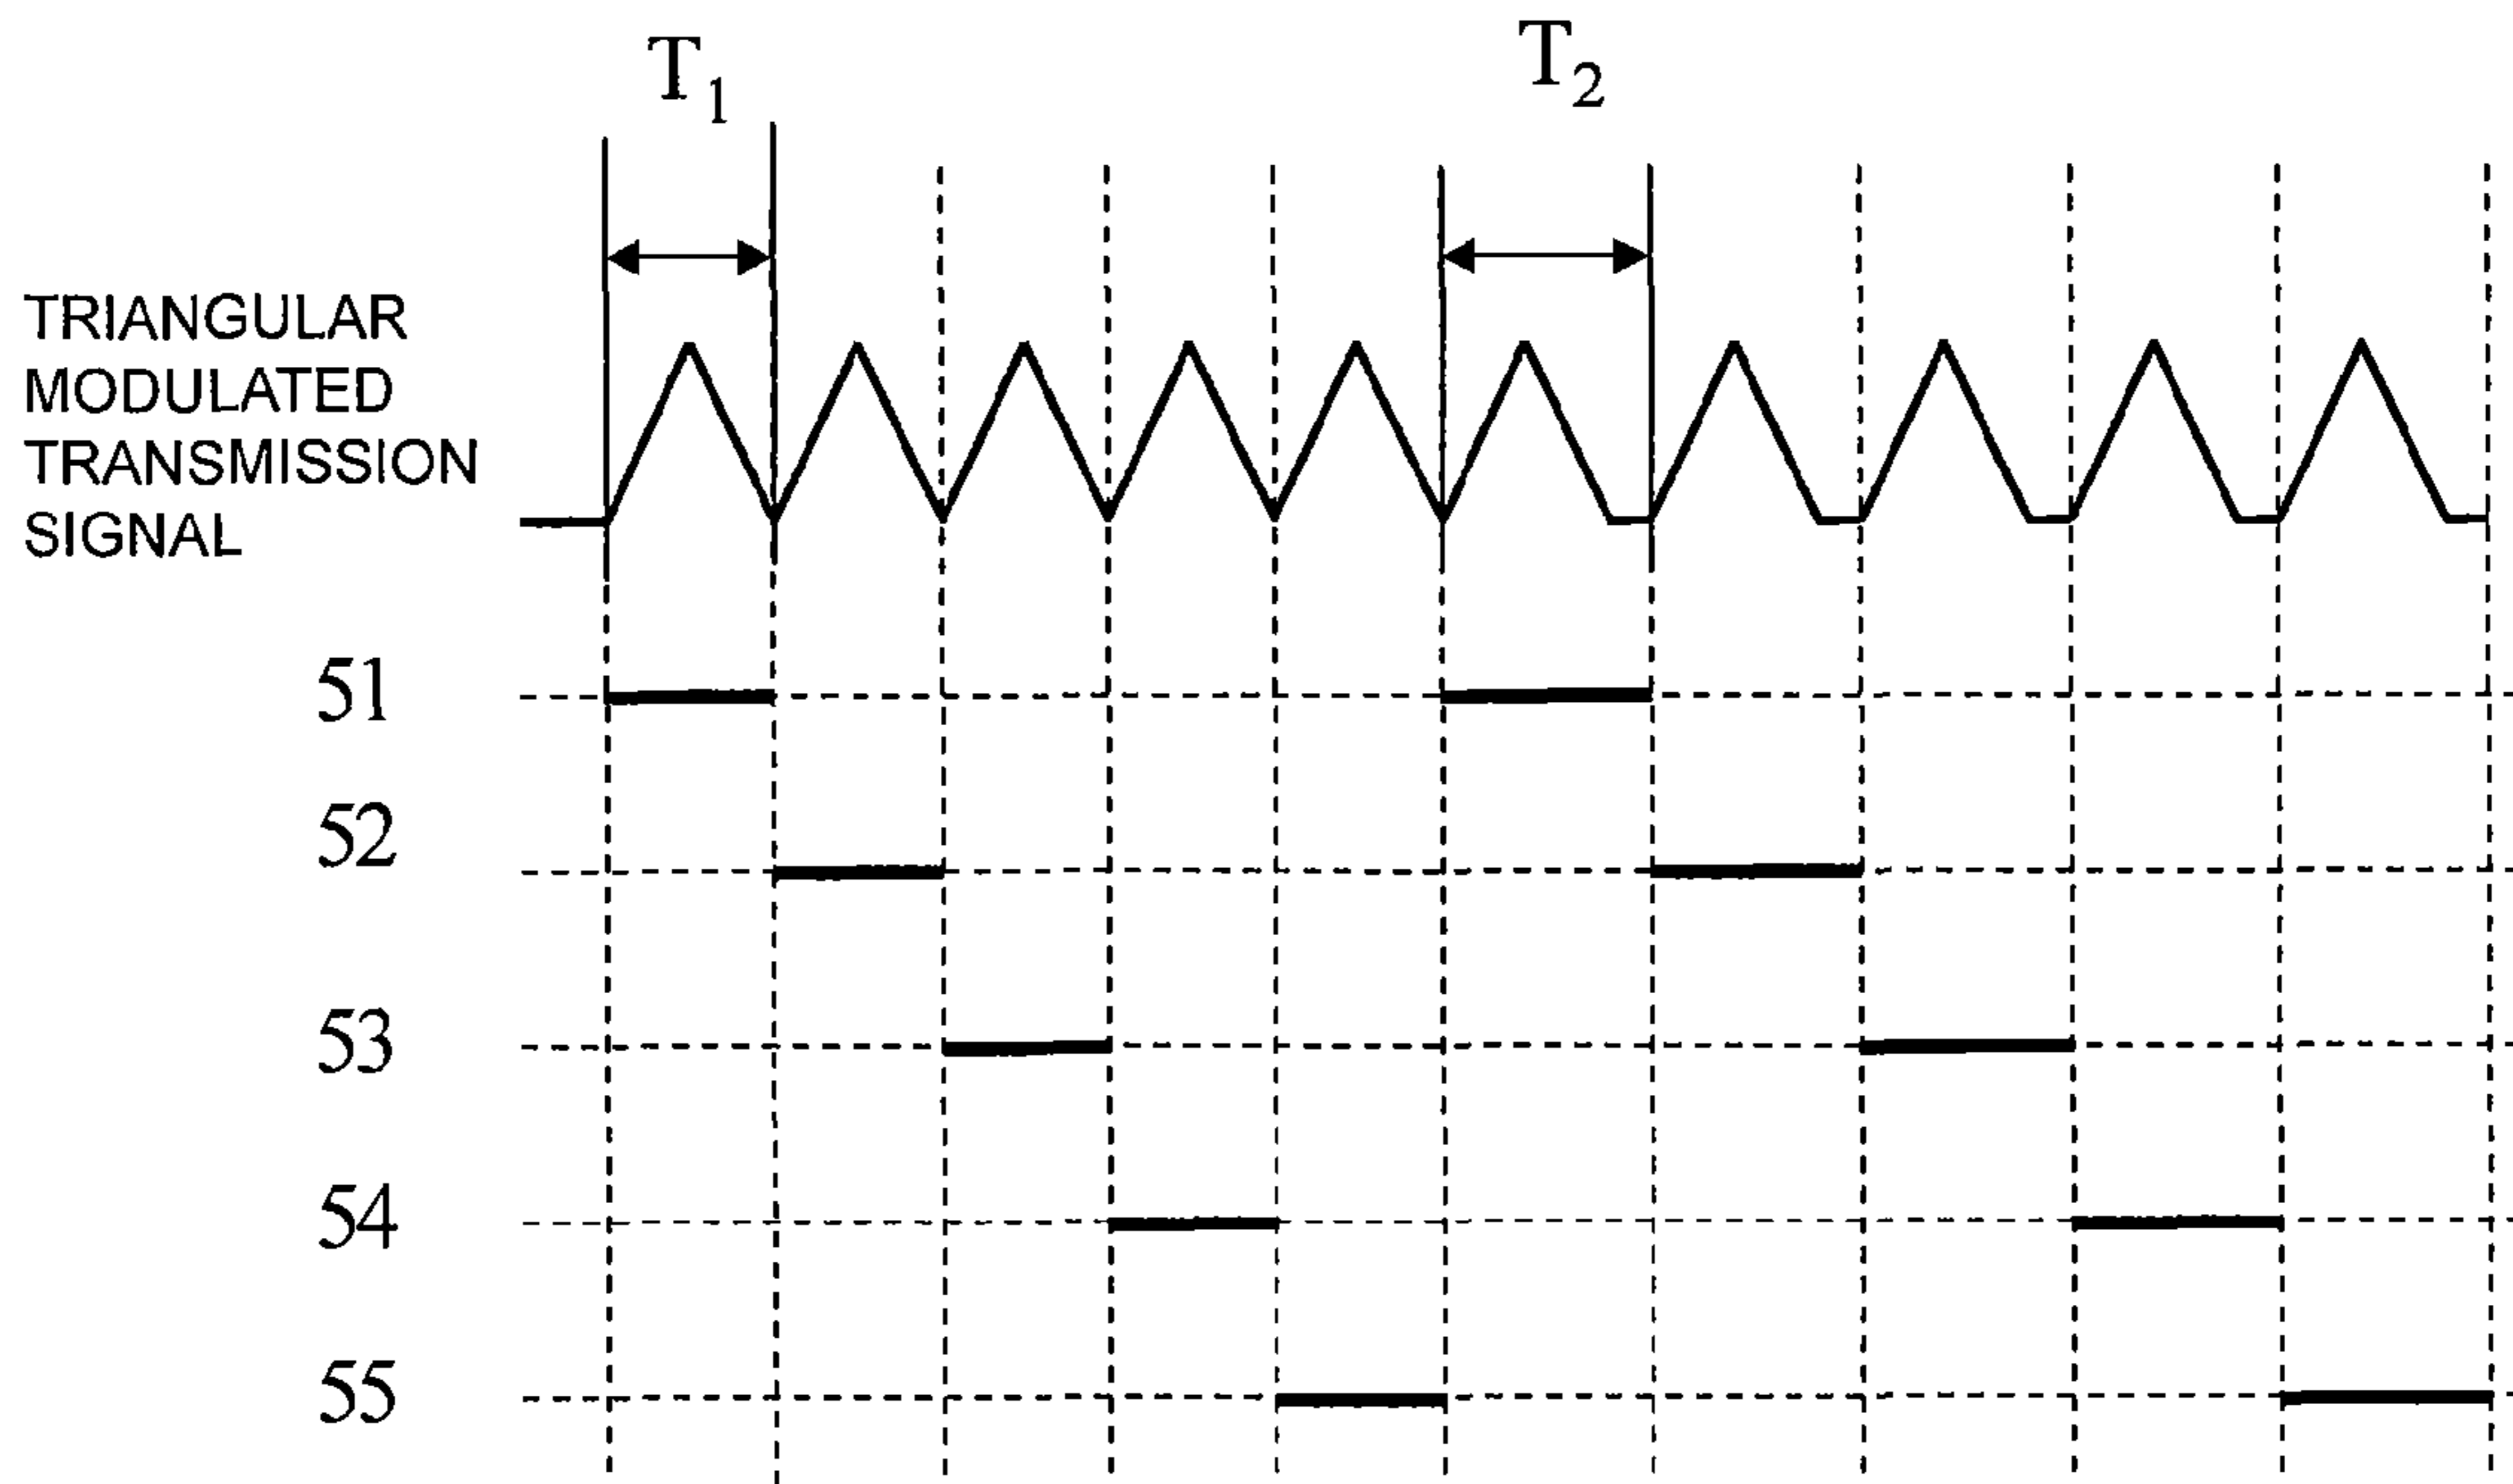 T1
T2
TRIANGULAR
MODULATED
TRANSMISSION
SIGNAL
51
52
53
54
55